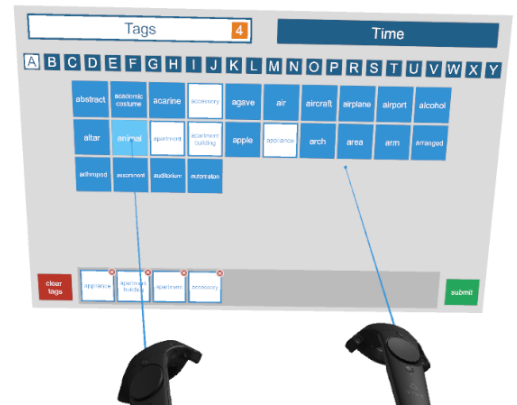 Tags 4 Time
A B C D E F G H I J K L M N O P R S T U V W X Y
abstract academic costume acarine accessory agave air aircraft airplane airport alcohol
altar animal apartment apartment building apple appliance arch area arm arranged
arthropod assortment auditorium automation
clear tags appliance apartment building apartment accessory submit